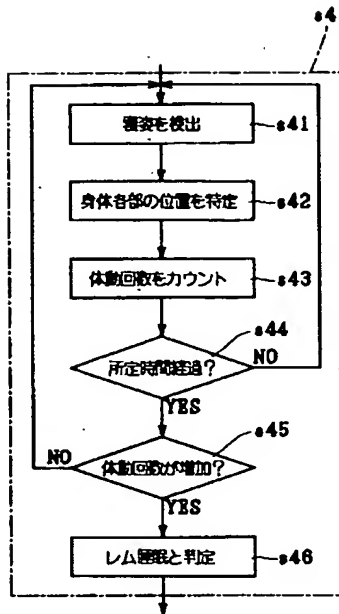 s4
寝姿を検出
s41
身体各部の位置を特定
s42
体動回数をカウント
s43
所定時間経過?
s44
NO
YES
体動回数が増加?
s45
NO
YES
レム睡眠と判定
s46